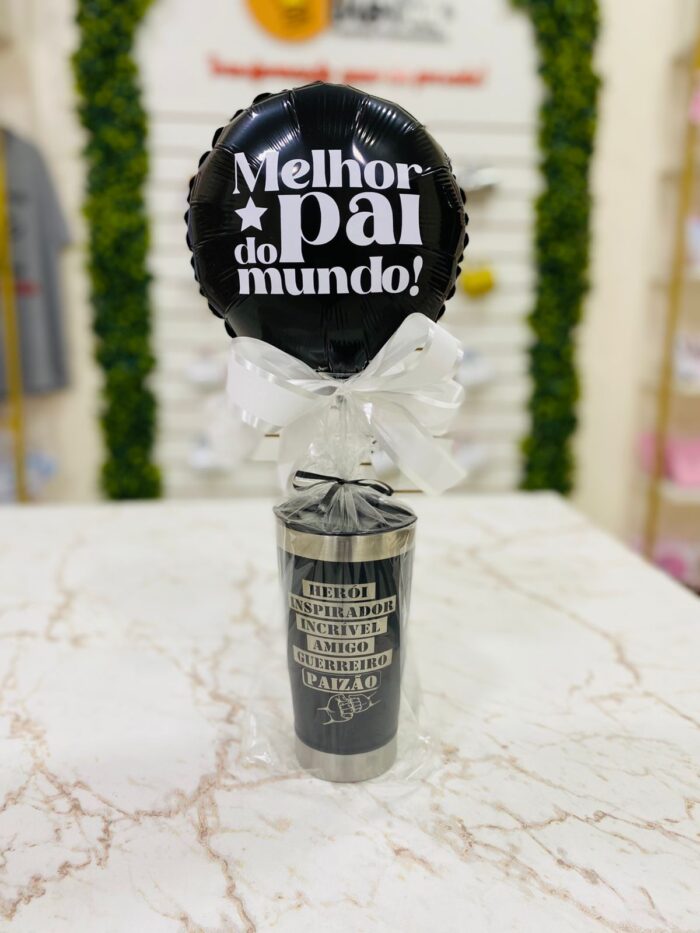 Melhor
pai
do
mundo!
HERÓI
INSPIRADOR
INCRÍVEL
AMIGO
GUERREIRO
PAIZÃO